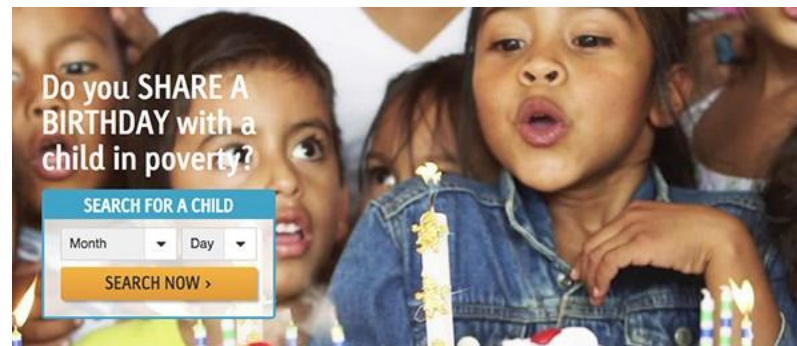 Do you SHARE A
BIRTHDAY with a
child in poverty?
SEARCH FOR A CHILD
Month Day
SEARCH NOW ›